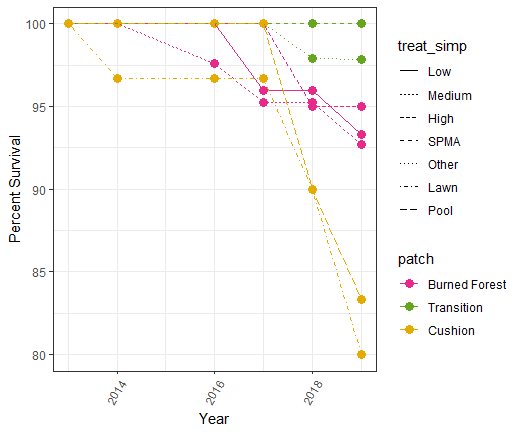 100
95
90
85
80
Percent Survival
2014
2016
2018
Year
treat_simp
Low
Medium
High
SPMA
Other
Lawn
Pool
patch
Burned Forest
Transition
Cushion